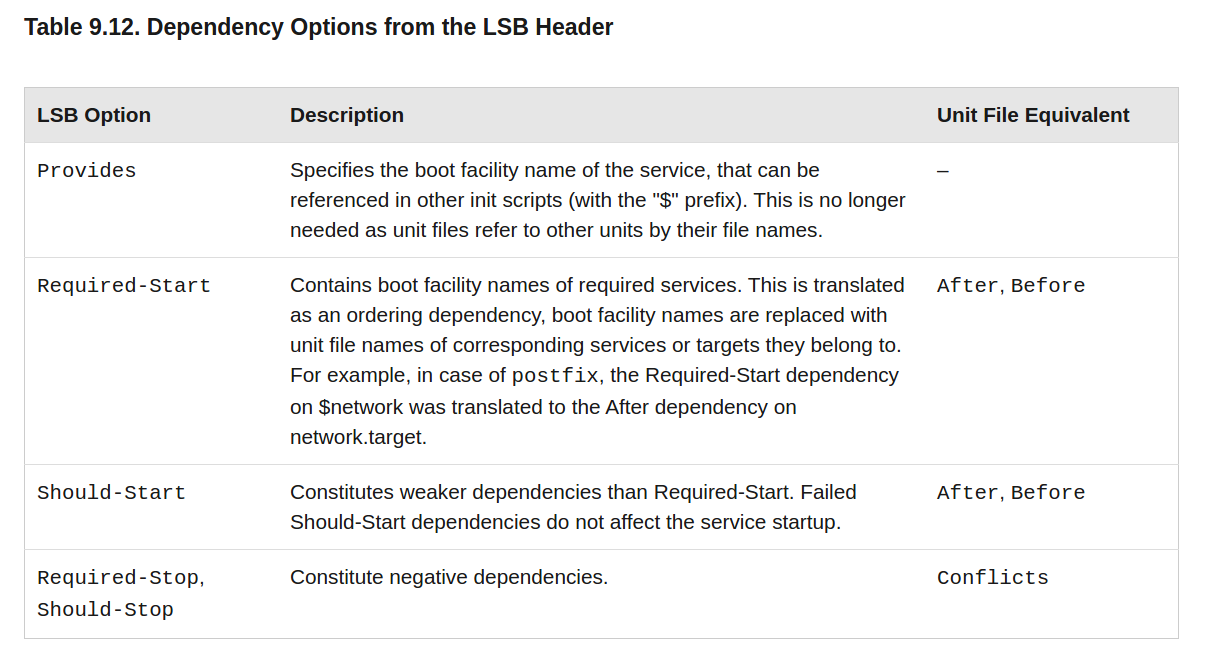 Table 9.12. Dependency Options from the LSB Header
LSB Option Description Unit File Equivalent
Provides Specifies the boot facility name of the service, that can be –
referenced in other init scripts (with the "$" prefix). This is no longer
needed as unit files refer to other units by their file names.
Required-Start Contains boot facility names of required services. This is translated After, Before
as an ordering dependency, boot facility names are replaced with
unit file names of corresponding services or targets they belong to.
For example, in case of postfix, the Required-Start dependency
on $network was translated to the After dependency on
network.target.
Should-Start Constitutes weaker dependencies than Required-Start. Failed After, Before
Should-Start dependencies do not affect the service startup.
Required-Stop, Constitute negative dependencies. Conflicts
Should-Stop